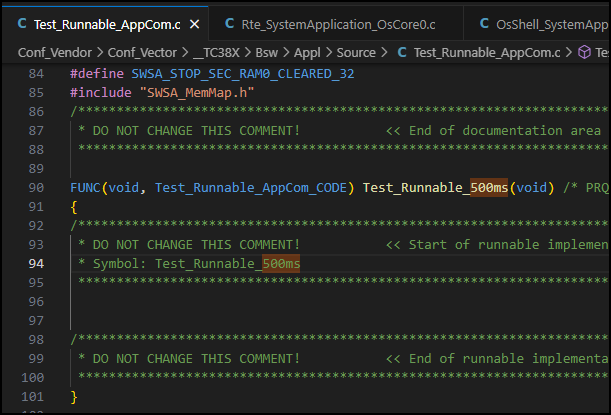 C Test_Runnable_AppCom.c × C Rte_SystemApplication_OsCore0.c C OsShell_SystemApp
Conf_Vendor > Conf_Vector > __TC38X > Bsw > Appl > Source > C Test_Runnable_AppCom.c > Te
84 #define SWSA_STOP_SEC_RAM0_CLEARED_32
85 #include "SWSA_MemMap.h"
86 /**********************************************************************
87 * DO NOT CHANGE THIS COMMENT! << End of documentation area
88 **********************************************************************
89
90 FUNC(void, Test_Runnable_AppCom_CODE) Test_Runnable_500ms(void) /* PRQ
91 {
92 /**********************************************************************
93 * DO NOT CHANGE THIS COMMENT! << Start of runnable implemen
94 * Symbol: Test_Runnable_500ms
95 **********************************************************************
96
97
98 /**********************************************************************
99 * DO NOT CHANGE THIS COMMENT! << End of runnable implementa
100 **********************************************************************
101 }